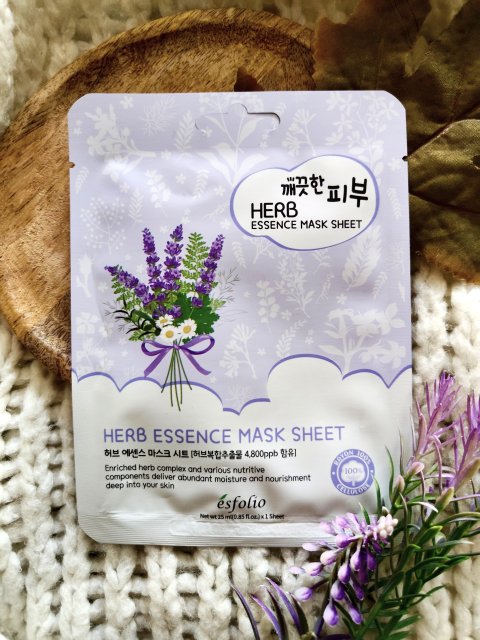 깨끗한 피부
HERB
ESSENCE MASK SHEET
HERB ESSENCE MASK SHEET
허브 에센스 마스크 시트 [허브복합추출물 4,800ppb 함유]
Enriched herb complex and various nutritive
components deliver abundant moisture and nourishment
deep into your skin
100%
CELLULOSE
esfolio
Net wt 25 ml (0.85 fl.oz.) x 1 Sheet